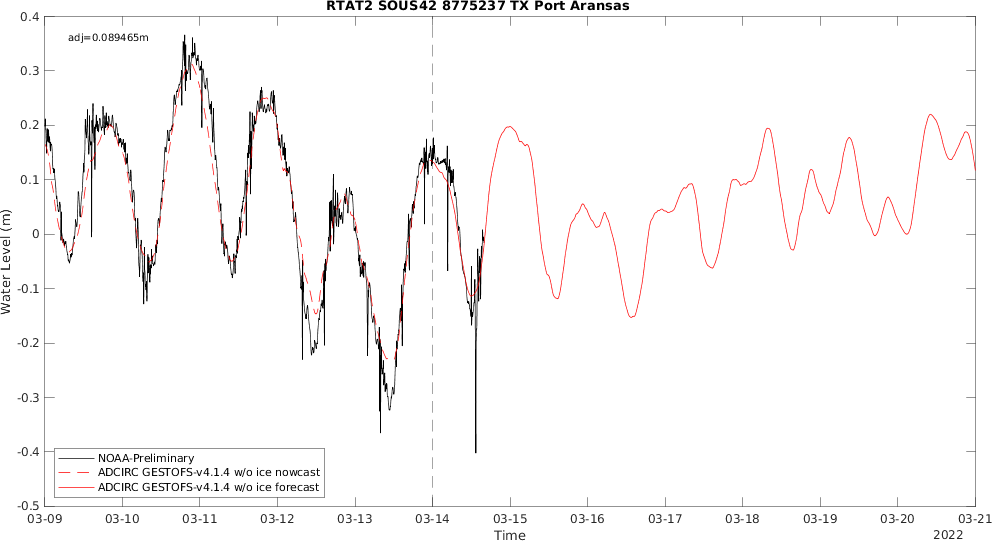 RTAT2 SOUS42 8775237 TX Port Aransas
adj=0.089465m
0.4
0.3
0.2
0.1
0
-0.1
-0.2
-0.3
-0.4
-0.5
Water Level (m)
NOAA-Preliminary
ADCIRC GESTOFS-v4.1.4 w/o ice nowcast
ADCIRC GESTOFS-v4.1.4 w/o ice forecast
03-09 03-10 03-11 03-12 03-13 03-14 03-15 03-16 03-17 03-18 03-19 03-20 03-21
Time
2022